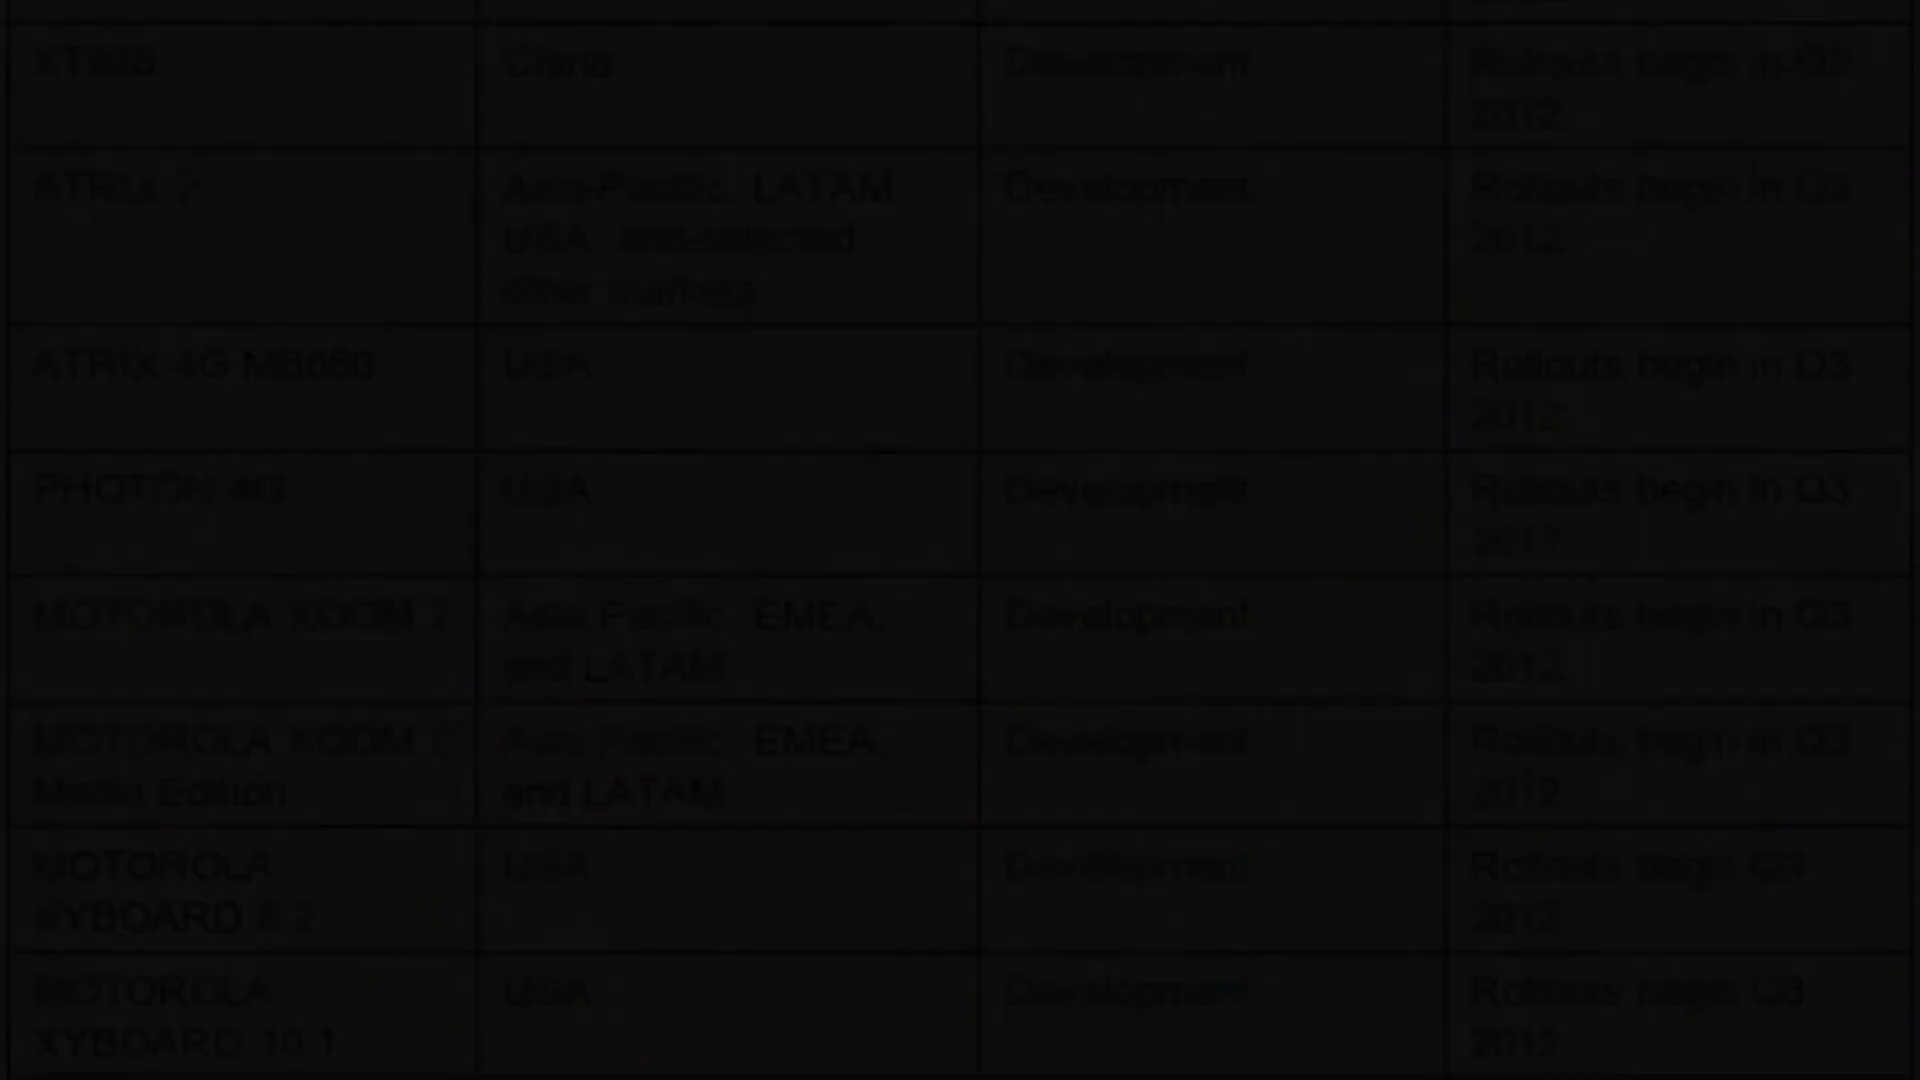 China
Development
Rollouts begin in
2012
ATRIX 2
Asia-Pacific, LATAM
USA, and selected
other markets
Development
Rollouts begin in Q3
2012
ATRIX 4G
USA
Development
Rollouts begin in Q3
2012
PHOTON 4G
USA
Development
Rollouts begin in Q3
2012
MOTOROLA XOOM 2
Asia Pacific, EMEA,
and LATAM
Development
Rollouts begin in Q3
2012
MOTOROLA XOOM
Media Edition
Asia Pacific, EMEA,
and LATAM
Development
Rollouts begin in Q3
2012
MOTOROLA
XYBOARD 8.2
USA
Development
Rollouts begin Q3
2012
MOTOROLA
XYBOARD 10.1
USA
Development
Rollouts begin Q3
2012